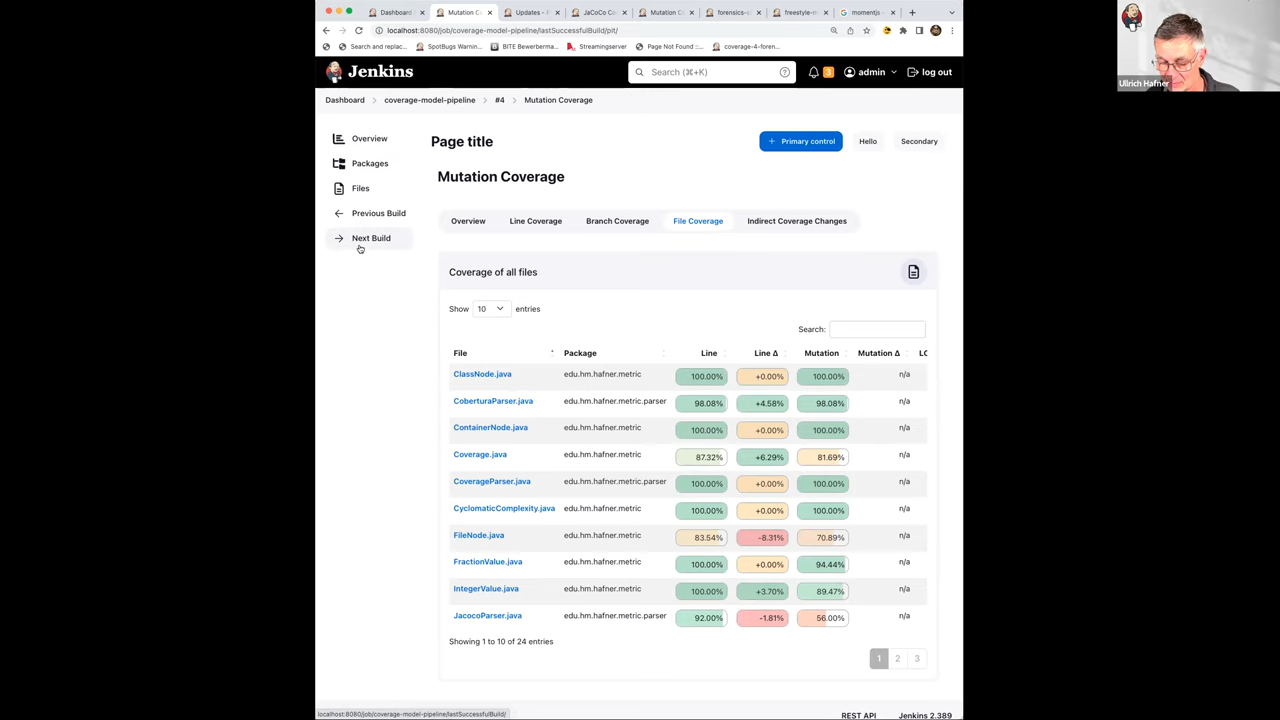 Dashboard
Mutation C
Updates - 
JaCoCo Co
Mutation C
forensics-
freestyle-m
momentjs -
localhost:8080/job/coverage-model-pipeline/lastSuccessfulBuild/pit/
Search and replac...
SpotBugs Warnin...
BITE Bewerberma...
Streamingserver
Page Not Found ::...
coverage-4-foren...
Jenkins
Search (⌘+K)
3
admin
log out
Ullrich Hafner
Dashboard
coverage-model-pipeline
#4
Mutation Coverage
Overview
Packages
Files
Previous Build
Next Build
Page title
Primary control
Hello
Secondary
Mutation Coverage
Overview
Line Coverage
Branch Coverage
File Coverage
Indirect Coverage Changes
Coverage of all files
Show 10 entries
Search:
File Package Line Line Δ Mutation Mutation Δ LO
ClassNode.java edu.hm.hafner.metric 100.00% +0.00% 100.00% n/a
CoberturaParser.java edu.hm.hafner.metric.parser 98.08% +4.58% 98.08% n/a
ContainerNode.java edu.hm.hafner.metric 100.00% +0.00% 100.00% n/a
Coverage.java edu.hm.hafner.metric 87.32% +6.29% 81.69% n/a
CoverageParser.java edu.hm.hafner.metric.parser 100.00% +0.00% 100.00% n/a
CyclomaticComplexity.java edu.hm.hafner.metric 100.00% +0.00% 100.00% n/a
FileNode.java edu.hm.hafner.metric 83.54% -8.31% 70.89% n/a
FractionValue.java edu.hm.hafner.metric 100.00% +0.00% 94.44% n/a
IntegerValue.java edu.hm.hafner.metric 100.00% +3.70% 89.47% n/a
JacocoParser.java edu.hm.hafner.metric.parser 92.00% -1.81% 56.00% n/a
Showing 1 to 10 of 24 entries
1 2 3
localhost:8080/job/coverage-model-pipeline/lastSuccessfulBuild/
REST API
Jenkins 2.389